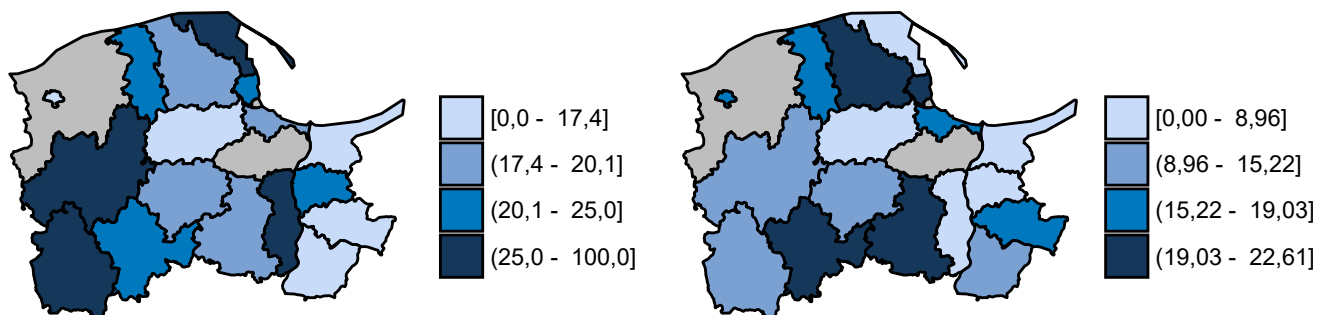 [0,0 - 17,4]
(17,4 - 20,1]
(20,1 - 25,0]
(25,0 - 100,0]
[0,00 - 8,96]
(8,96 - 15,22]
(15,22 - 19,03]
(19,03 - 22,61]